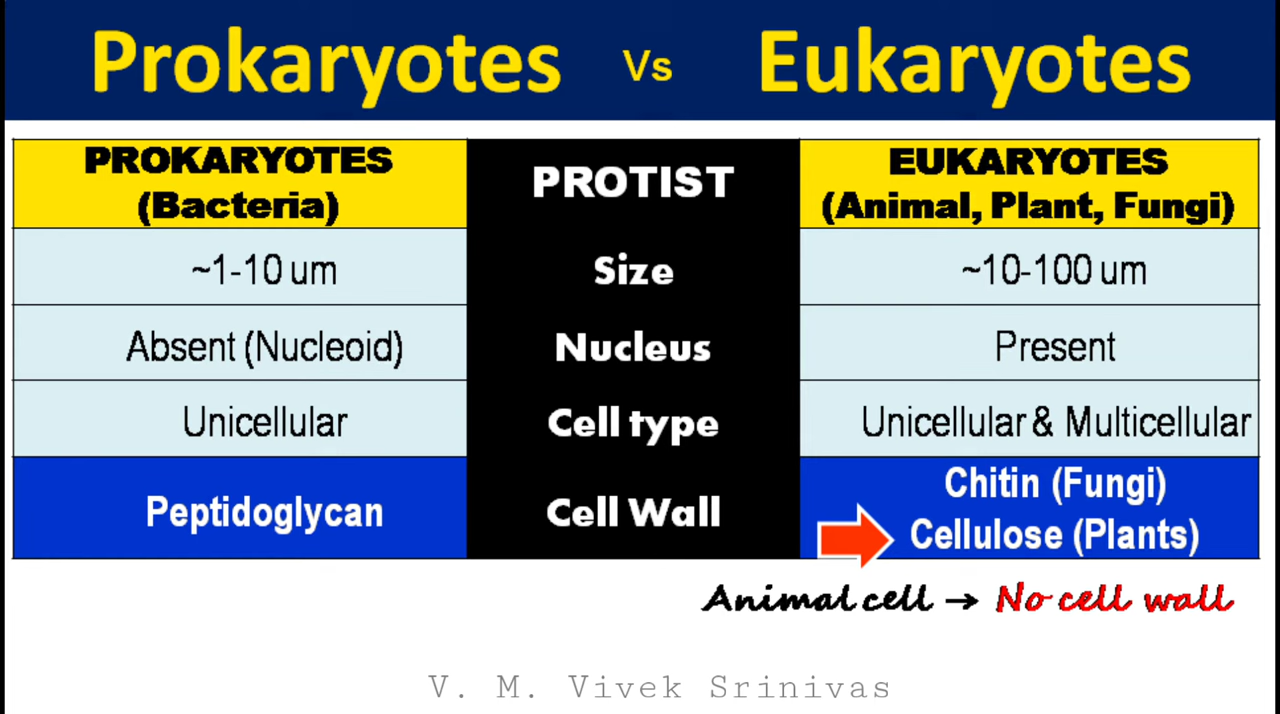 Prokaryotes Vs Eukaryotes
PROKARYOTES
(Bacteria)
PROTIST
EUKARYOTES
(Animal, Plant, Fungi)
~1-10 um
Size
~10-100 um
Absent (Nucleoid)
Nucleus
Present
Unicellular
Cell type
Unicellular & Multicellular
Peptidoglycan
Cell Wall
Chitin (Fungi)
Cellulose (Plants)
Animal cell → No cell wall
V. M. Vivek Srinivas